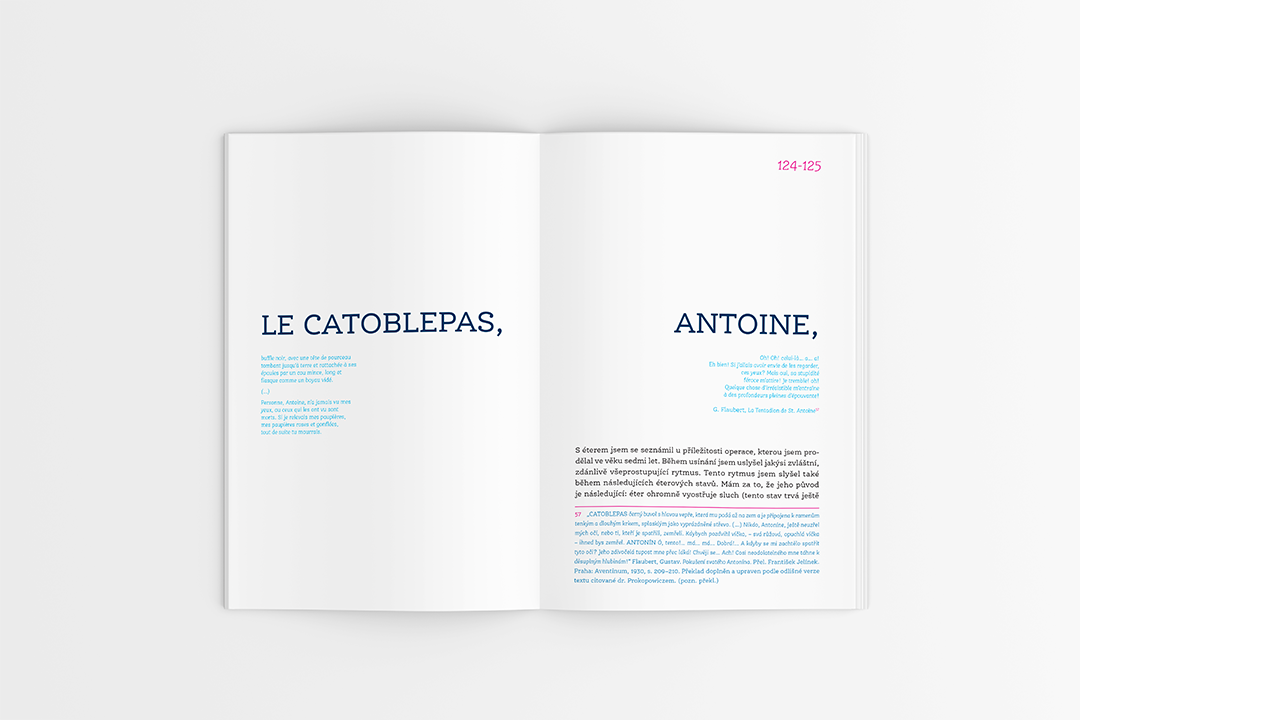 LE CATOBLEPAS,
buffle noir, avec une tête de pourceau
tombant jusqu'à terre et rattachée à ses
épaules par un cou mince, long et
flasque comme un boyau vidé.
(...)
Personne, Antoine, n'a jamais vu mes
yeux, ou ceux qui les ont vu sont
morts. Si je relevais mes paupières,
mes paupières roses et gonflées,
tout de suite tu mourrais.
124-125
ANTOINE,
Oh! Oh! celui-là... a... a!
Eh bien! Si j'allais avoir envie de les regarder,
ces yeux? Mais oui, sa stupidité
féroce m'attire! Je tremble! oh!
Quelque chose d'irrésistible m'entraîne
à des profondeurs pleines d'épouvante!
G. Flaubert, La Tentation de St. Antoine⁵⁷
S éterem jsem se seznámil u příležitosti operace, kterou jsem pro-
dělal ve věku sedmi let. Během usínání jsem uslyšel jakýsi zvláštní,
zdánlivě všeprostupující rytmus. Tento rytmus jsem slyšel také
během následujících éterových stavů. Mám za to, že jeho původ
je následující: éter ohromně vyostřuje sluch (tento stav trvá ještě
57 „CATOBLEPAS černý buvol s hlavou vepře, která mu padá až na zem a je připojena k ramenům
tenkým a dlouhým krkem, splasklým jako vyprázdněné střevo. (...) Nikdo, Antoníne, ještě neuzřel
mých očí, nebo ti, kteří je spatřili, zemřeli. Kdybych pozdvihl víčka, – svá růžová, opuchlá víčka
– ihned bys zemřel. ANTONÍN Ó, tento!... má... má... Dobrá!... A kdyby se mi zachtělo spatřit
tyto oči? Jeho zdivočelá tupost mne přec láká! Chvěji se... Ach! Cosi neodolatelného mne táhne k
děsuplným hlubinám!" Flaubert, Gustav. Pokušení svatého Antonína. Přel. František Jelínek.
Praha: Aventinum, 1930, s. 209–210. Překlad doplněn a upraven podle odlišné verze
textu citované dr. Prokopowiczem. (pozn. překl.)